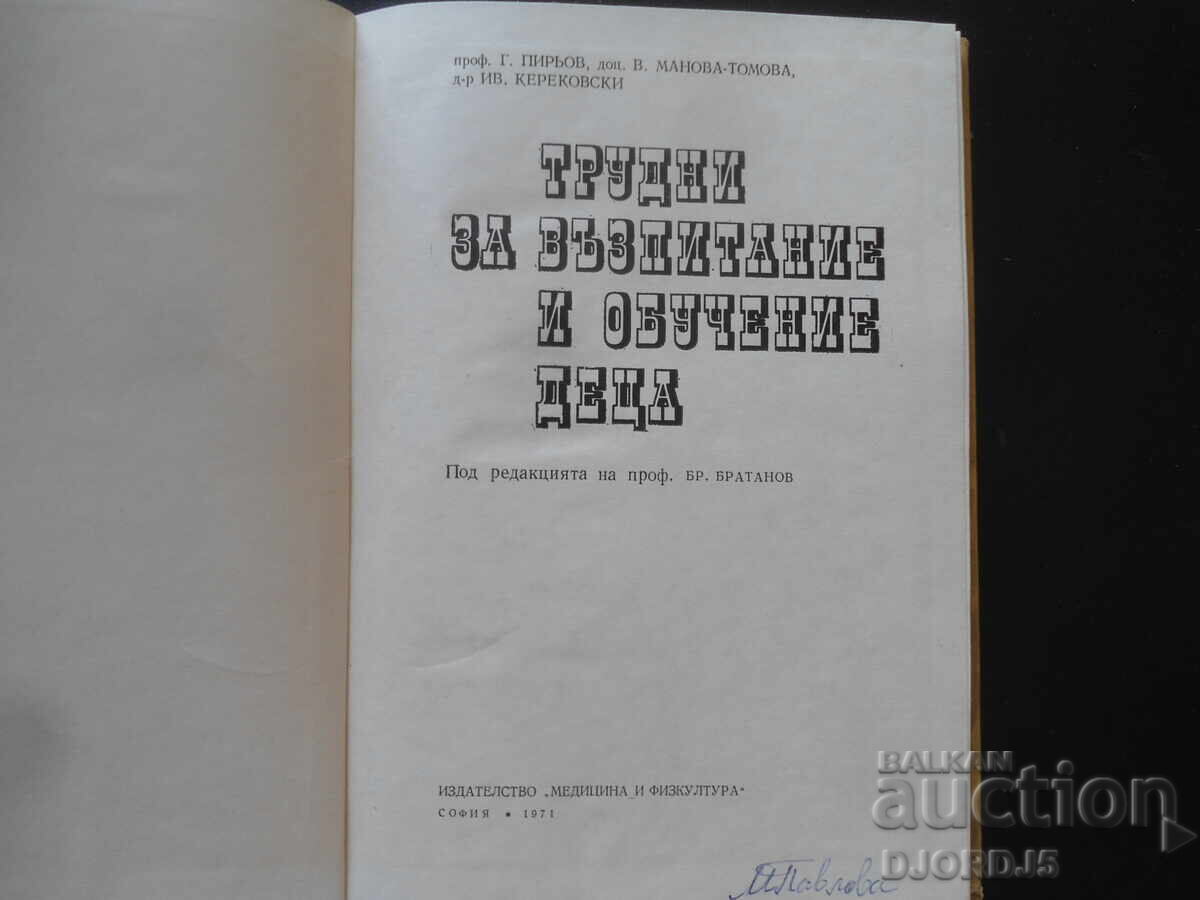 проф. Г. ПИРЬОВ, доц. В. МАНОВА-ТОМОВА,
д-р ИВ. КЕРЕКОВСКИ
ТРУДНИ
ЗА ВЪЗПИТАНИЕ
И ОБУЧЕНИЕ
ДЕЦА
Под редакцията на проф. БР. БРАТАНОВ
ИЗДАТЕЛСТВО „МЕДИЦИНА И ФИЗКУЛТУРА“
СОФИЯ • 1971
Павлова
BALKAN
auction
DJORDJ5